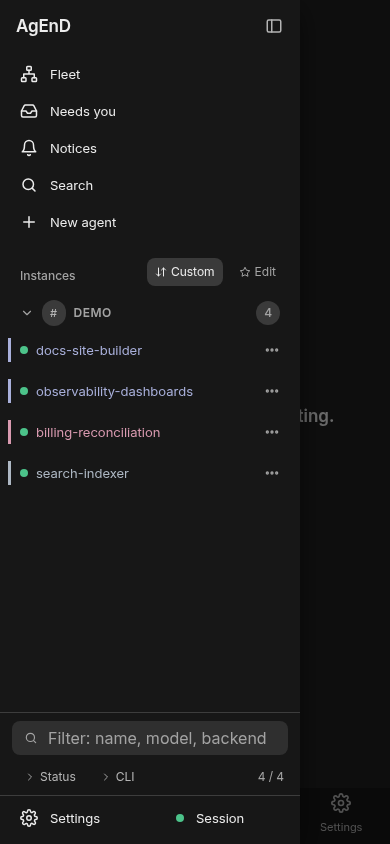 AgEnD
Fleet
Needs you
Notices
Search
New agent
Instances
Custom
Edit
# DEMO 4
docs-site-builder
observability-dashboards
billing-reconciliation
search-indexer
ting.
Filter: name, model, backend
Status
CLI
4 / 4
Settings
Session
Settings